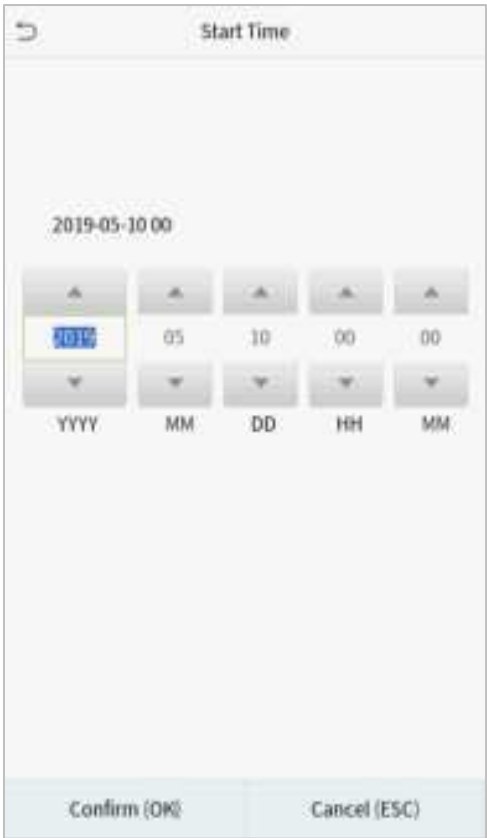 Start Time
2019-05-10 00
2019 05 10 00 00
YYYY MM DD HH MM
Confirm (OK) Cancel (ESC)